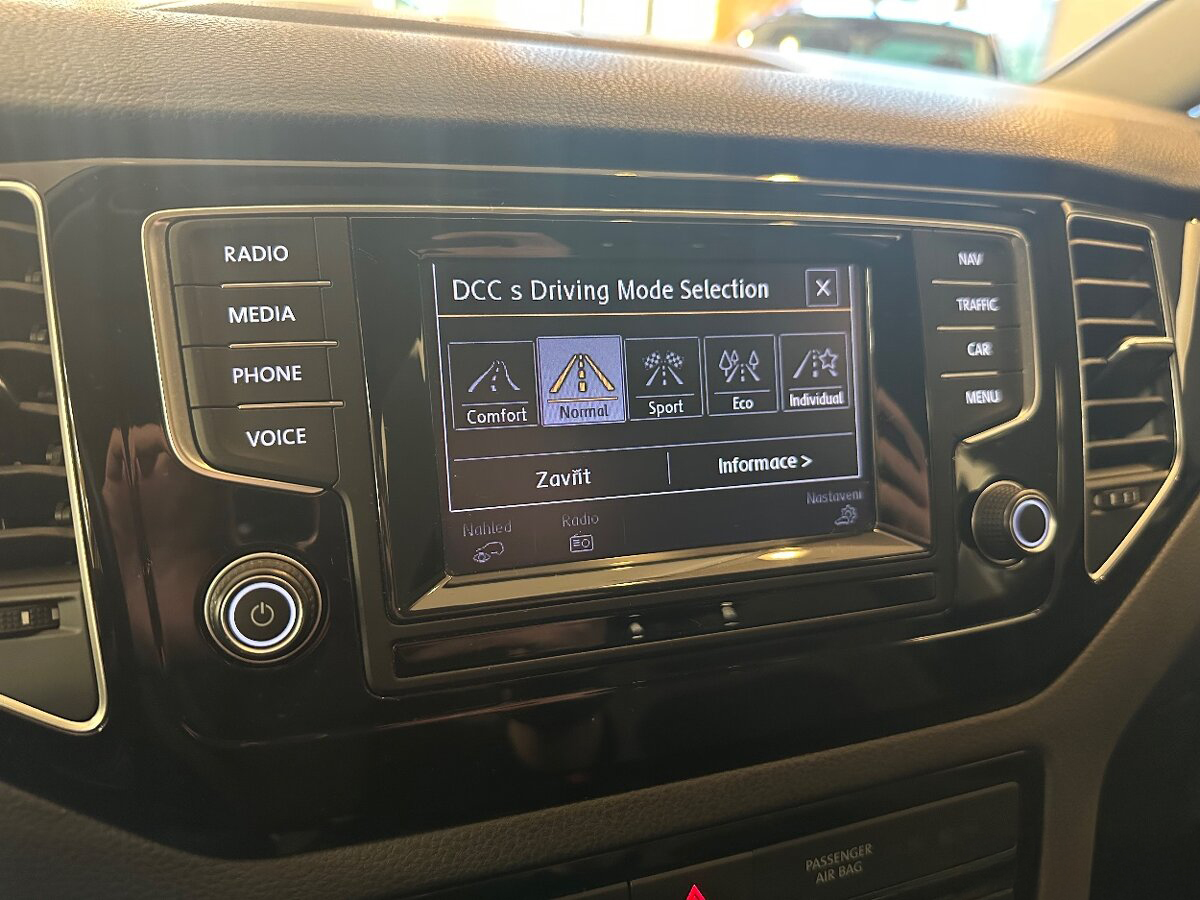 RADIO
MEDIA
PHONE
VOICE
DCC s Driving Mode Selection
X
Comfort
Normal
Sport
Eco
Individual
Zavřít
Informace >
Náhled
Radio
Nastavení
NAV
TRAFFIC
CAR
MENU
PASSENGER
AIR BAG